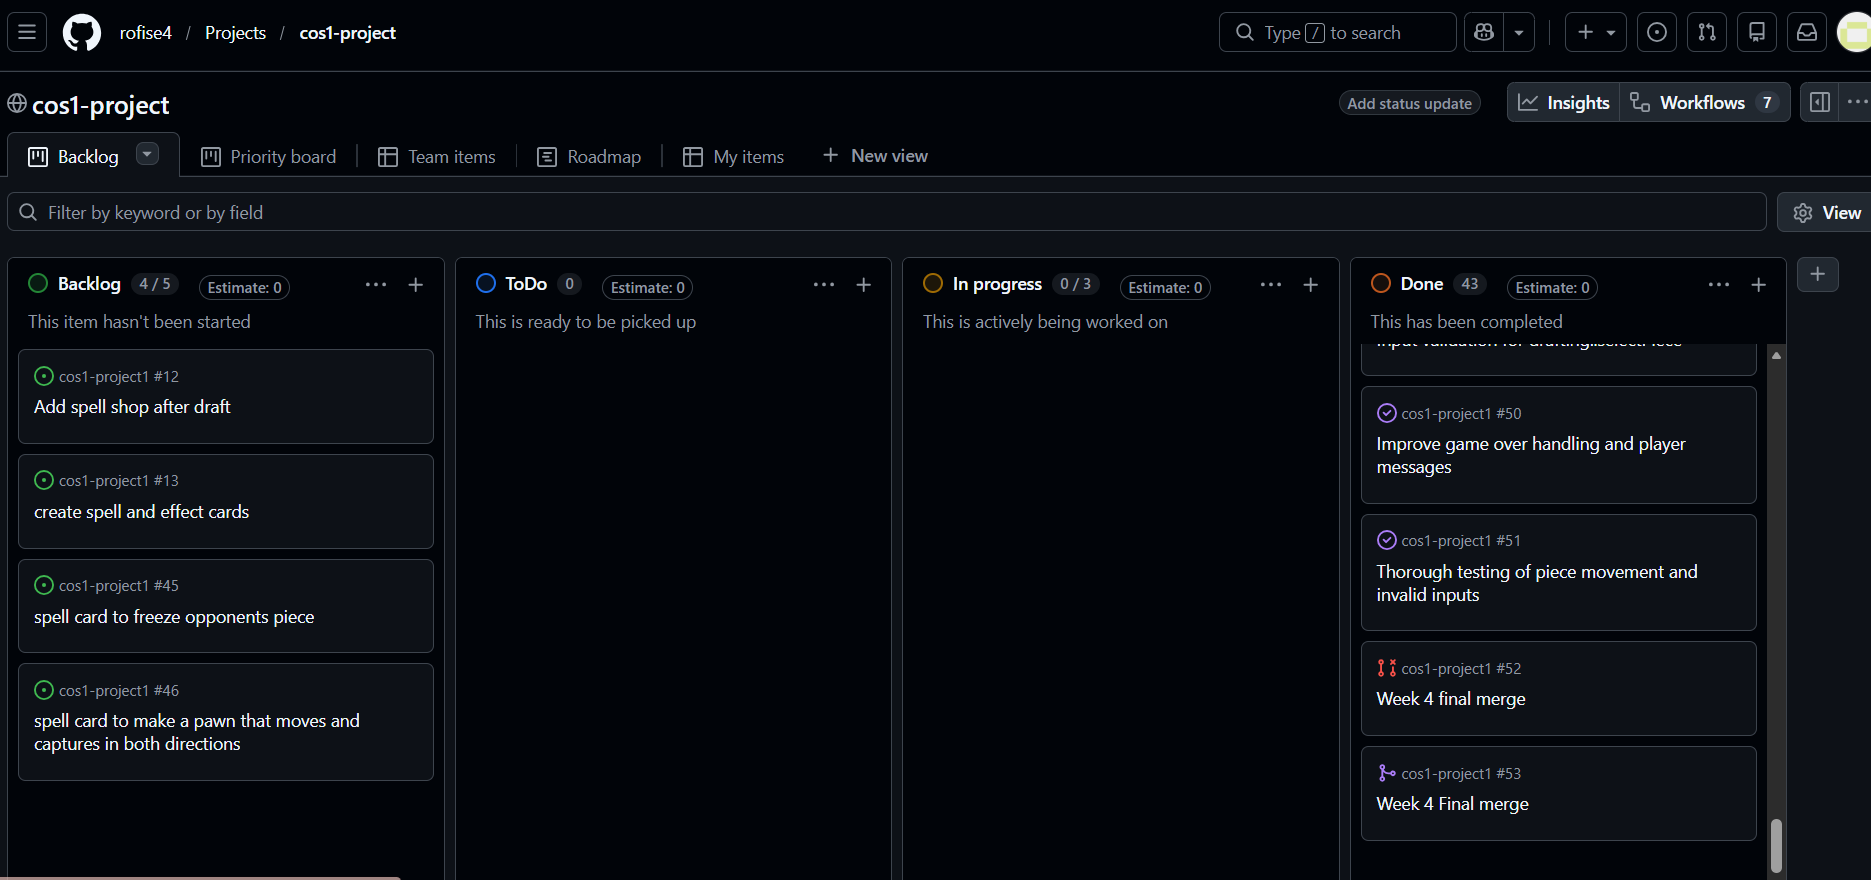 rofise4 / Projects / cos1-project
Type / to search
cos1-project
Add status update
Insights
Workflows 7
Backlog
Priority board
Team items
Roadmap
My items
+ New view
Filter by keyword or by field
View
Backlog 4 / 5 Estimate: 0
This item hasn't been started
cos1-project1 #12
Add spell shop after draft
cos1-project1 #13
create spell and effect cards
cos1-project1 #45
spell card to freeze opponents piece
cos1-project1 #46
spell card to make a pawn that moves and
captures in both directions
ToDo 0 Estimate: 0
This is ready to be picked up
In progress 0 / 3 Estimate: 0
This is actively being worked on
Done 43 Estimate: 0
This has been completed
input validation for
cos1-project1 #50
Improve game over handling and player
messages
cos1-project1 #51
Thorough testing of piece movement and
invalid inputs
cos1-project1 #52
Week 4 final merge
cos1-project1 #53
Week 4 Final merge